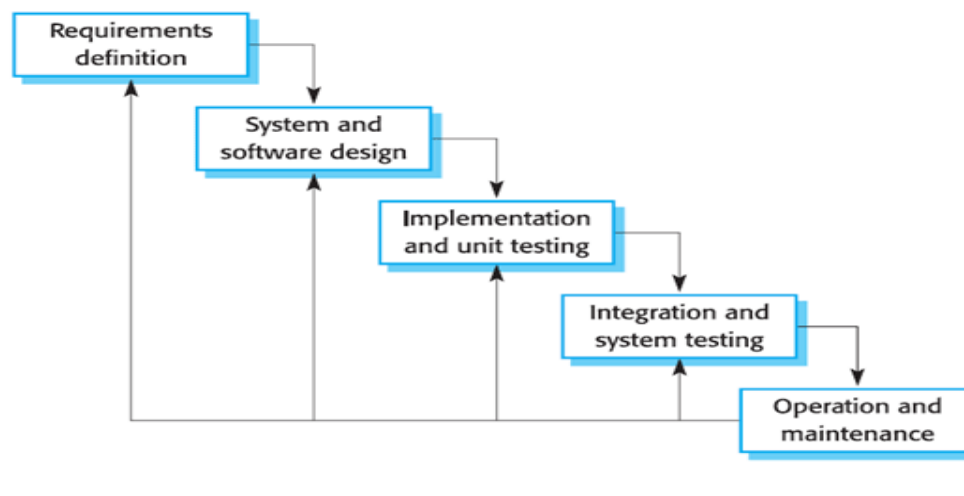 Requirements
definition
System and
software design
Implementation
and unit testing
Integration and
system testing
Operation and
maintenance